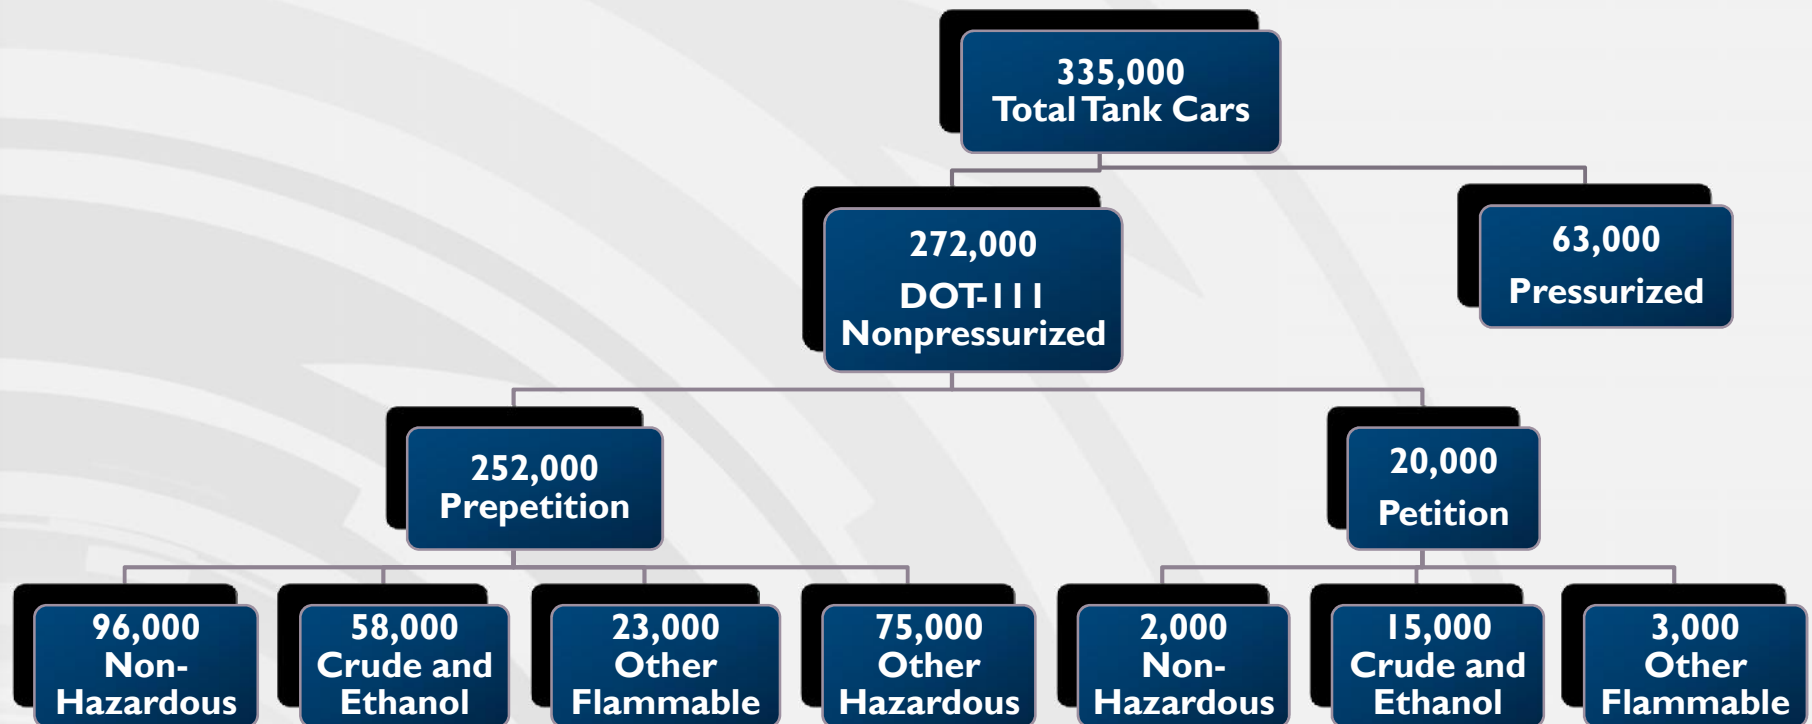 335,000
Total Tank Cars
272,000
DOT-111
Nonpressurized
63,000
Pressurized
252,000
Prepetition
20,000
Petition
96,000
Non-
Hazardous
58,000
Crude and
Ethanol
23,000
Other
Flammable
75,000
Other
Hazardous
2,000
Non-
Hazardous
15,000
Crude and
Ethanol
3,000
Other
Flammable